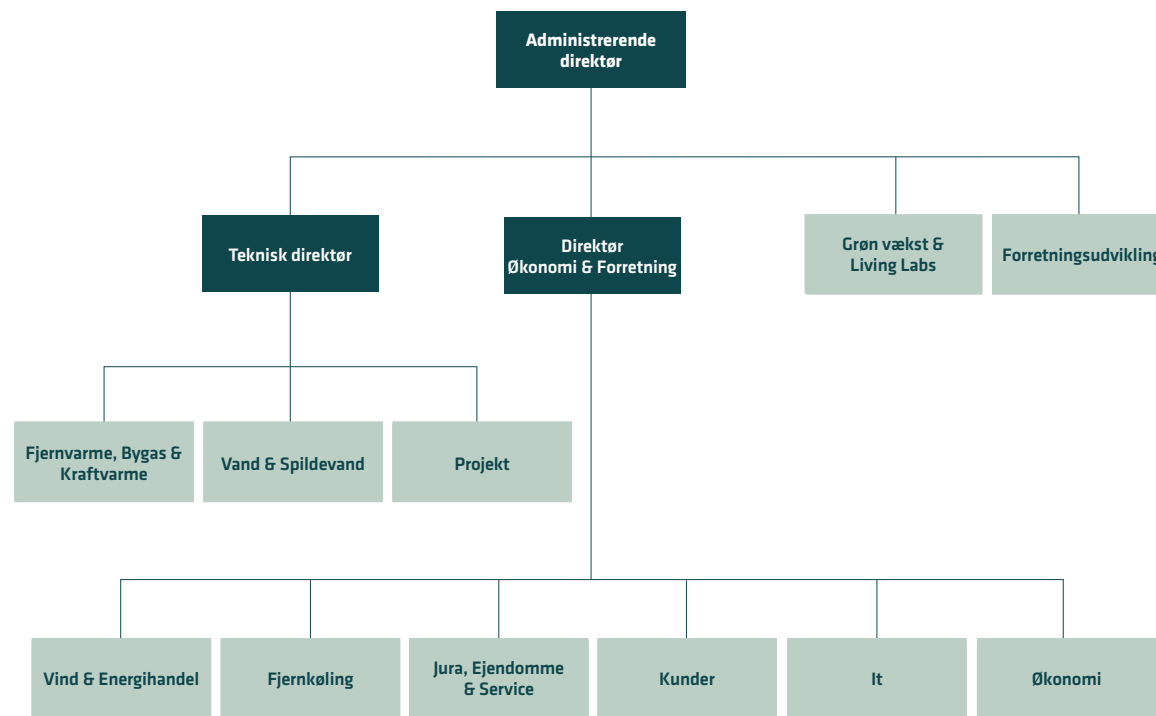 Administrerende
direktør
Teknisk direktør
Direktør
Økonomi & Forretning
Grøn vækst &
Living Labs
Forretningsudvikling
Fjernvarme, Bygas &
Kraftvarme
Vand & Spildevand
Projekt
Vind & Energihandel
Fjernkøling
Jura, Ejendomme
& Service
Kunder
It
Økonomi